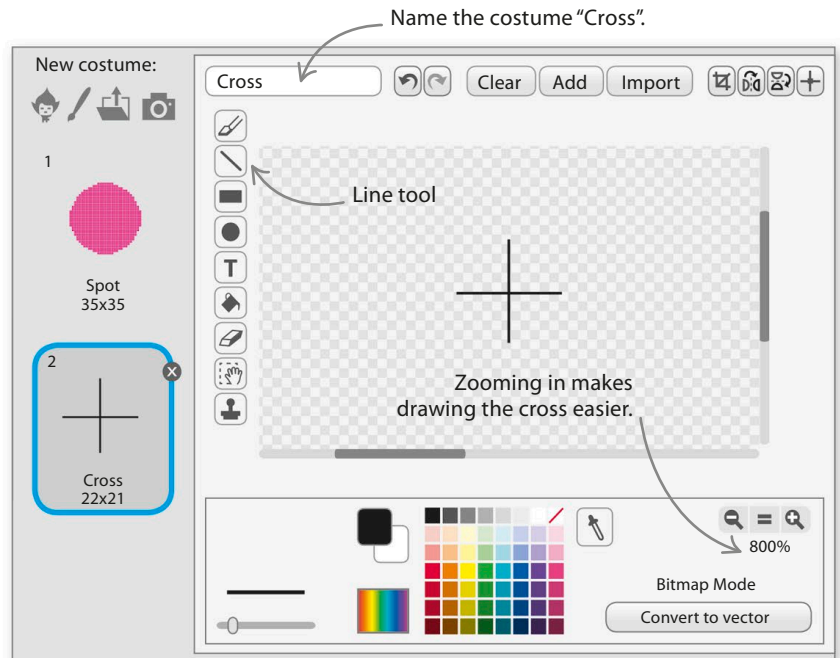 Name the costume “Cross”.
New costume:
Cross
Clear
Add
Import
1
Line tool
T
Spot
35x35
2
Zooming in makes
drawing the cross easier.
Cross
22x21
800%
Bitmap Mode
Convert to vector